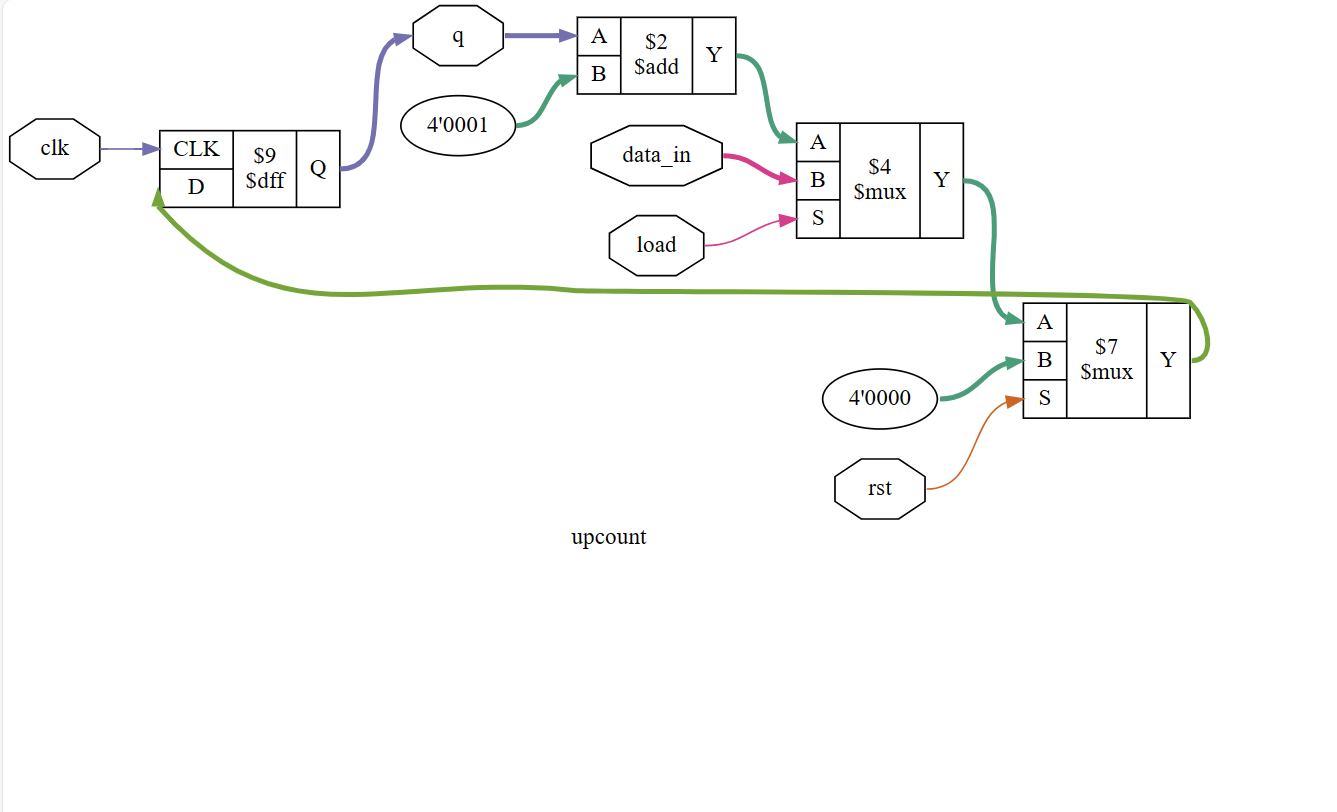 q
A
B
$2
$add
Y
4'0001
clk
CLK
D
$9
$dff
Q
data_in
load
A
B
S
$4
$mux
Y
A
B
S
$7
$mux
Y
4'0000
rst
upcount